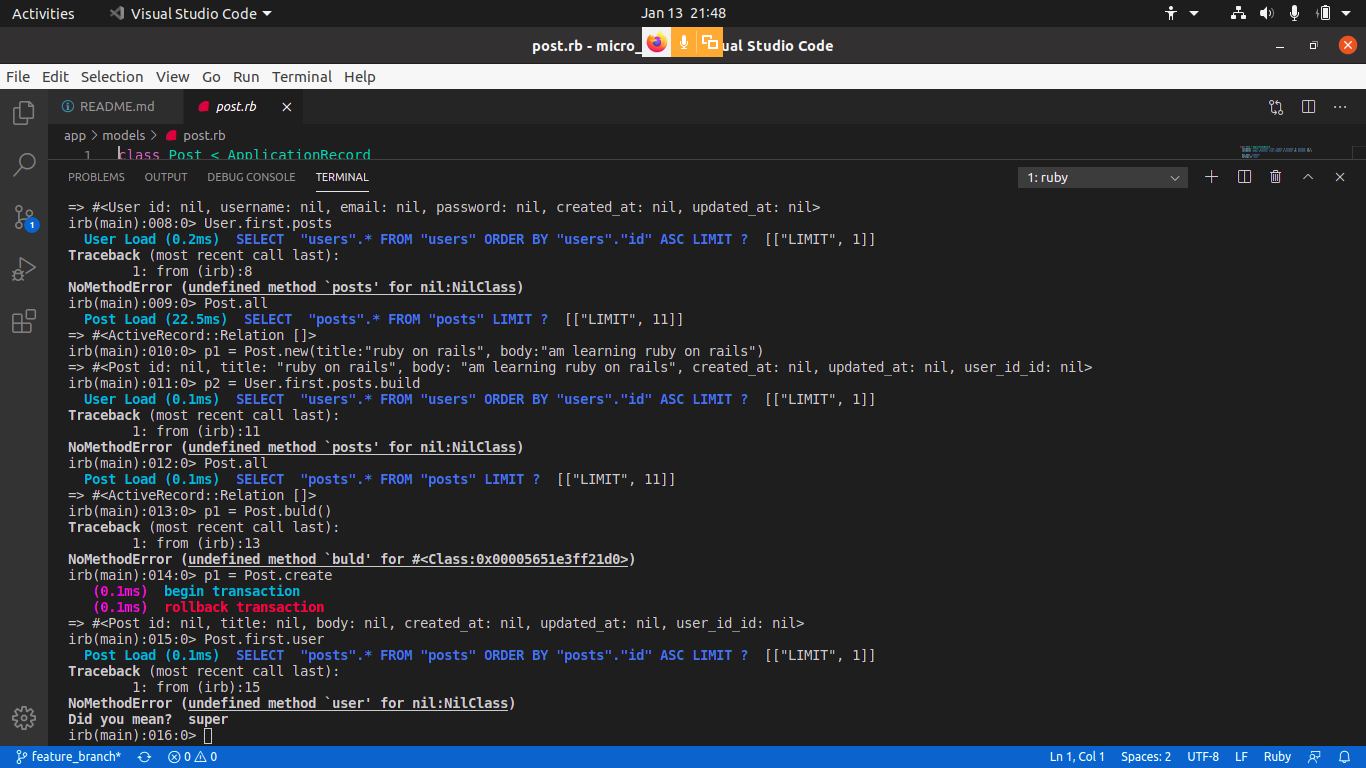 Activities
Visual Studio Code
Jan 13 21:48
post.rb - micro_
ual Studio Code
File Edit Selection View Go Run Terminal Help
README.md
post.rb
app > models > post.rb
1 class Post < ApplicationRecord
PROBLEMS OUTPUT DEBUG CONSOLE TERMINAL
1: ruby
=> #<User id: nil, username: nil, email: nil, password: nil, created_at: nil, updated_at: nil>
irb(main):008:0> User.first.posts
User Load (0.2ms) SELECT "users".* FROM "users" ORDER BY "users"."id" ASC LIMIT ? [["LIMIT", 1]]
Traceback (most recent call last):
1: from (irb):8
NoMethodError (undefined method `posts' for nil:NilClass)
irb(main):009:0> Post.all
Post Load (22.5ms) SELECT "posts".* FROM "posts" LIMIT ? [["LIMIT", 11]]
=> #<ActiveRecord::Relation []>
irb(main):010:0> p1 = Post.new(title:"ruby on rails", body:"am learning ruby on rails")
=> #<Post id: nil, title: "ruby on rails", body: "am learning ruby on rails", created_at: nil, updated_at: nil, user_id_id: nil>
irb(main):011:0> p2 = User.first.posts.build
User Load (0.1ms) SELECT "users".* FROM "users" ORDER BY "users"."id" ASC LIMIT ? [["LIMIT", 1]]
Traceback (most recent call last):
1: from (irb):11
NoMethodError (undefined method `posts' for nil:NilClass)
irb(main):012:0> Post.all
Post Load (0.1ms) SELECT "posts".* FROM "posts" LIMIT ? [["LIMIT", 11]]
=> #<ActiveRecord::Relation []>
irb(main):013:0> p1 = Post.buld()
Traceback (most recent call last):
1: from (irb):13
NoMethodError (undefined method `buld' for #<Class:0x00005651e3ff21d0>)
irb(main):014:0> p1 = Post.create
(0.1ms) begin transaction
(0.1ms) rollback transaction
=> #<Post id: nil, title: nil, body: nil, created_at: nil, updated_at: nil, user_id_id: nil>
irb(main):015:0> Post.first.user
Post Load (0.1ms) SELECT "posts".* FROM "posts" ORDER BY "posts"."id" ASC LIMIT ? [["LIMIT", 1]]
Traceback (most recent call last):
1: from (irb):15
NoMethodError (undefined method `user' for nil:NilClass)
Did you mean? super
irb(main):016:0>
1
feature_branch* 0 0
Ln 1, Col 1 Spaces: 2 UTF-8 LF Ruby